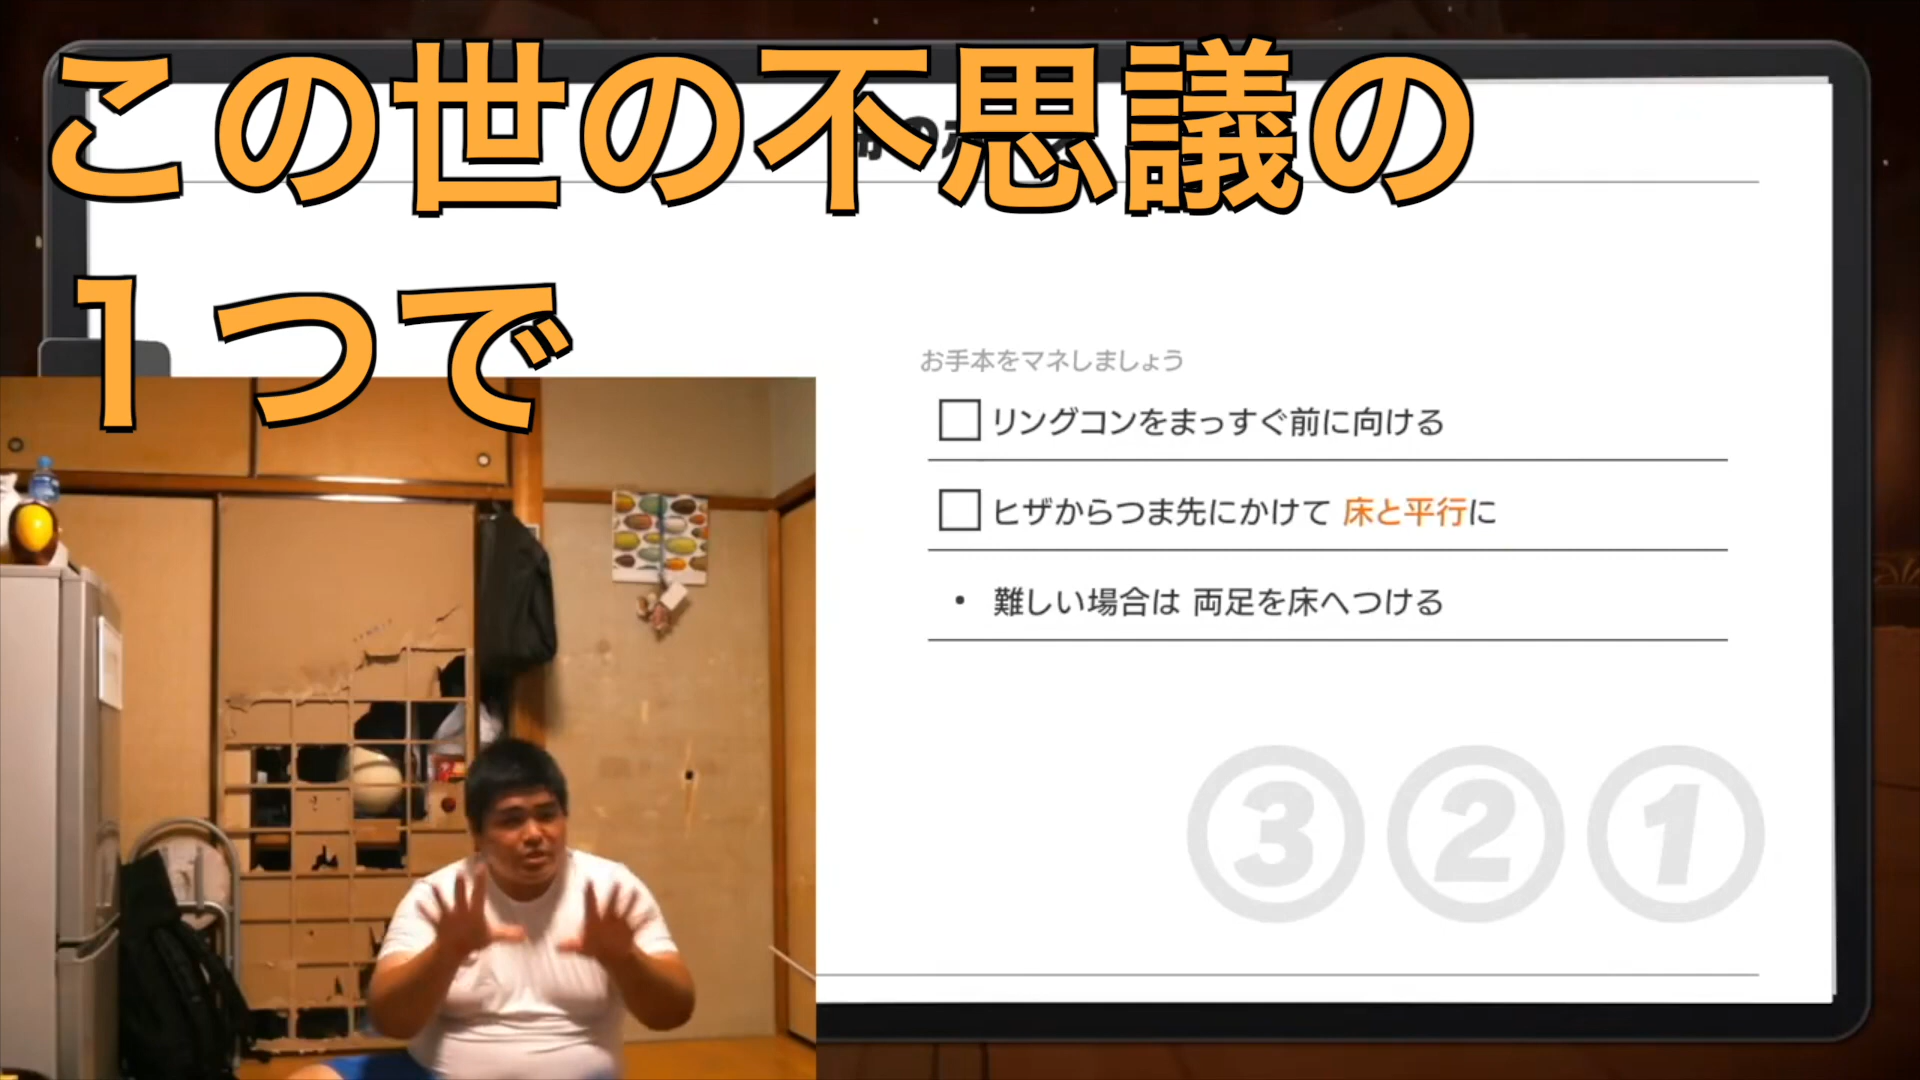 この世の不思議の
1つで
お手本をマネしましょう
リングコンをまっすぐ前に向ける
ヒザからつま先にかけて 床と平行に
・ 難しい場合は 両足を床へつける
3 2 1